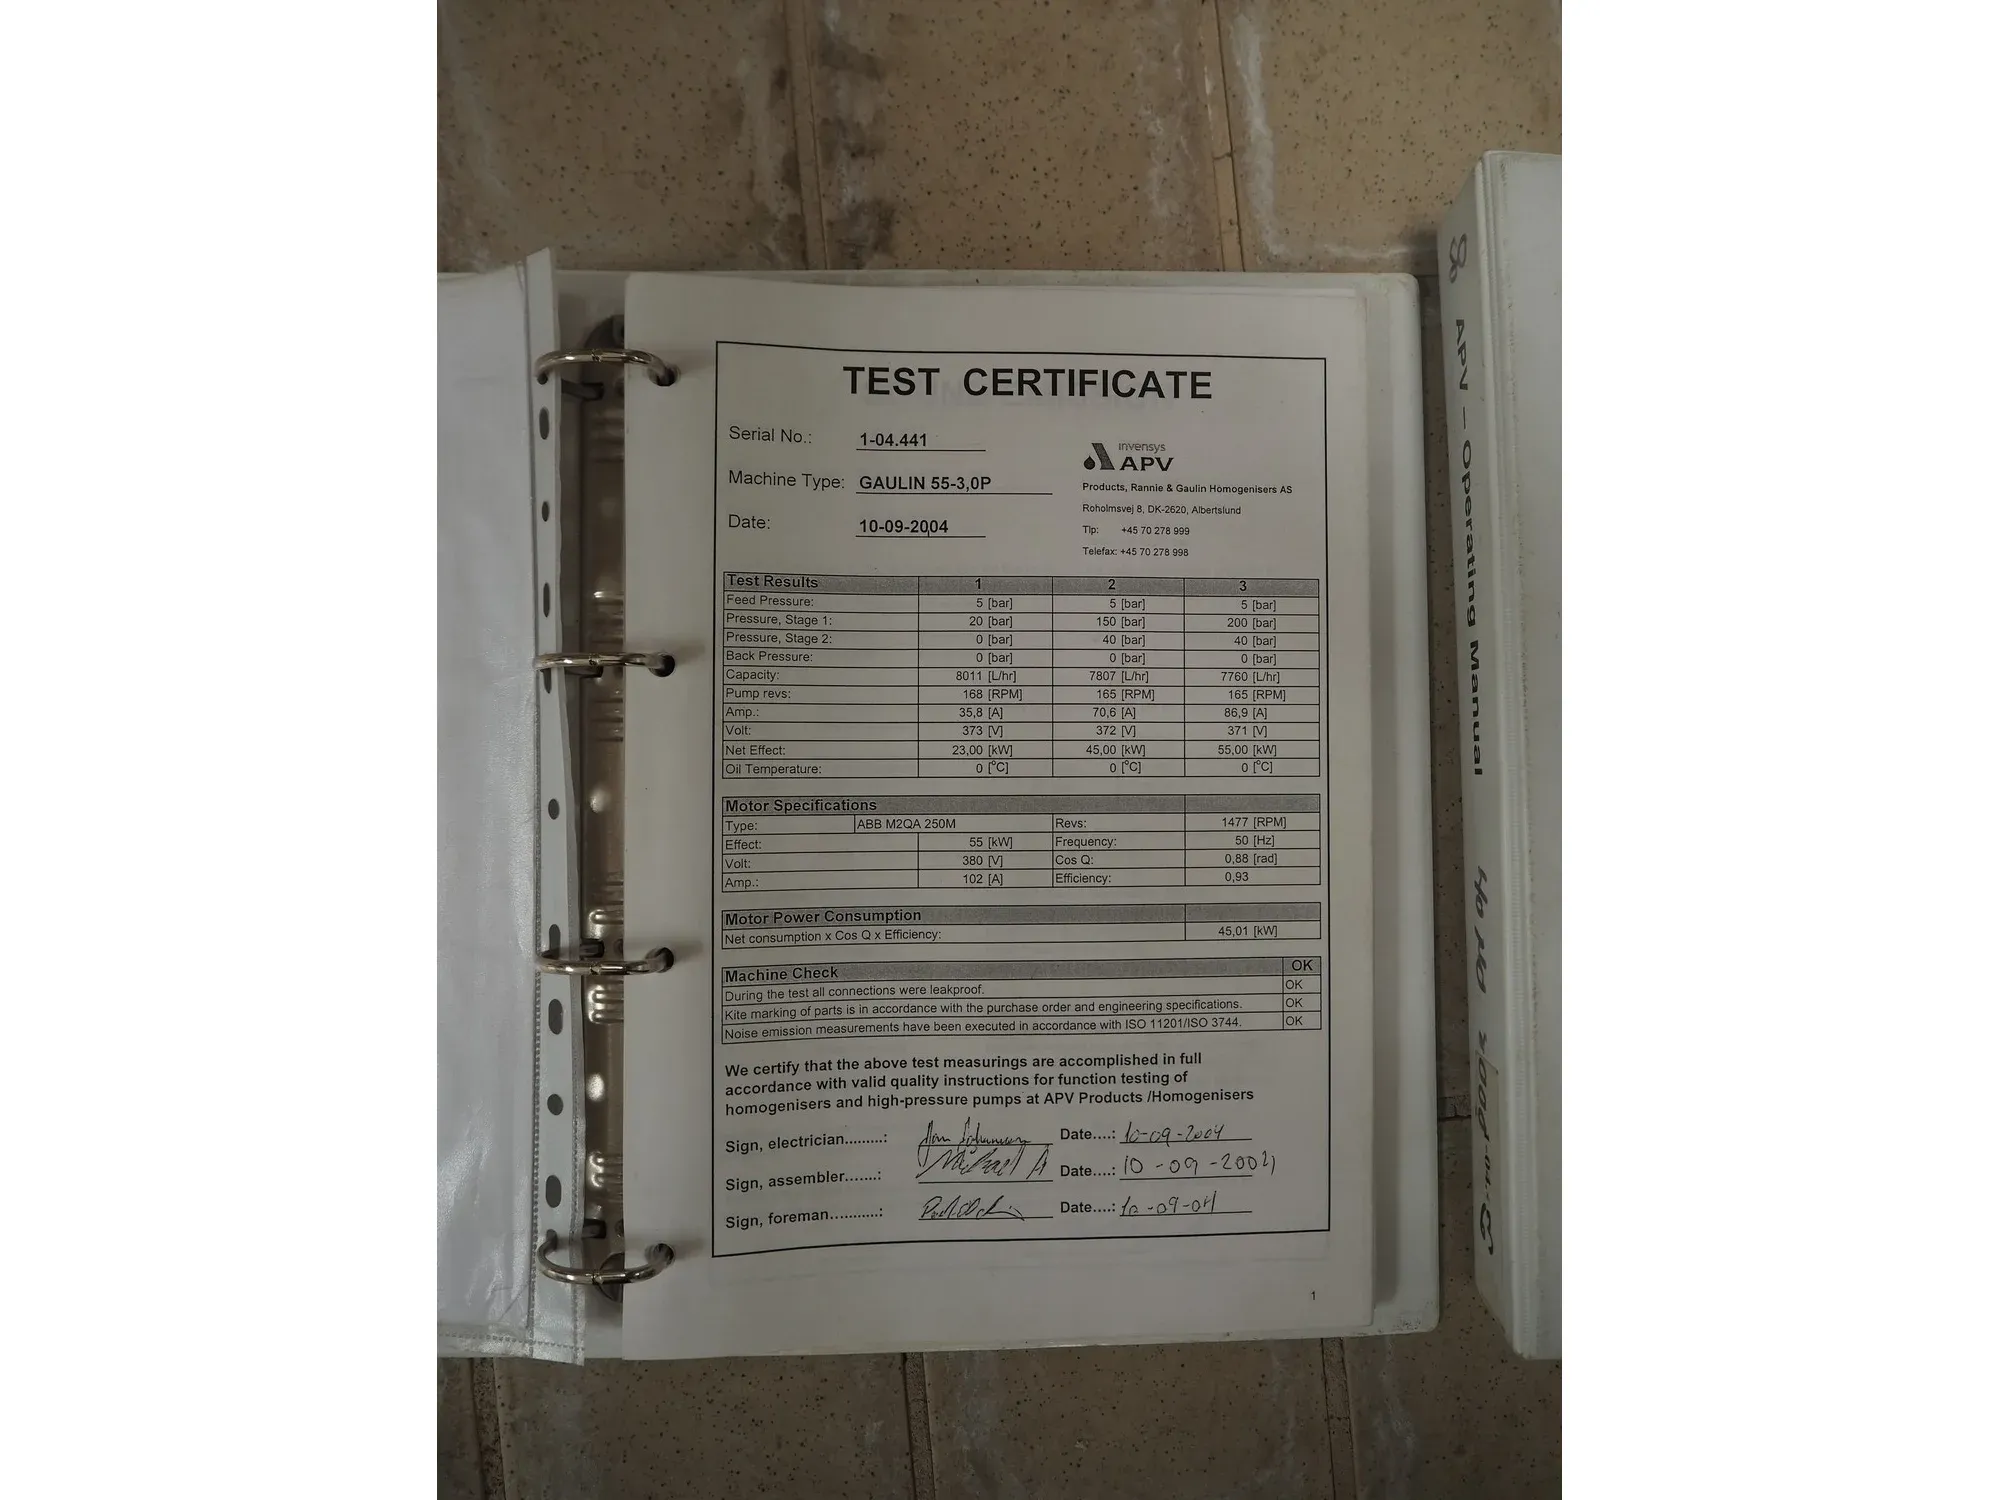 TEST CERTIFICATE
Serial No.: 1-04.441
invensys
APV
Machine Type: GAULIN 55-3,0P
Products, Rannie & Gaulin Homogenisers AS
Roholmsvej 8, DK-2620, Albertslund
Date: 10-09-2004
Tlp: +45 70 278 999
Telefax: +45 70 278 998
Test Results 1 2 3
Feed Pressure: 5 [bar] 5 [bar] 5 [bar]
Pressure, Stage 1: 20 [bar] 150 [bar] 200 [bar]
Pressure, Stage 2: 0 [bar] 40 [bar] 40 [bar]
Back Pressure: 0 [bar] 0 [bar] 0 [bar]
Capacity: 8011 [L/hr] 7807 [L/hr] 7760 [L/hr]
Pump revs: 168 [RPM] 165 [RPM] 165 [RPM]
Amp.: 35,8 [A] 70,6 [A] 86,9 [A]
Volt: 373 [V] 372 [V] 371 [V]
Net Effect: 23,00 [kW] 45,00 [kW] 55,00 [kW]
Oil Temperature: 0 [°C] 0 [°C] 0 [°C]
Motor Specifications
Type: ABB M2QA 250M Revs: 1477 [RPM]
Effect: 55 [kW] Frequency: 50 [Hz]
Volt: 380 [V] Cos Q: 0,88 [rad]
Amp.: 102 [A] Efficiency: 0,93
Motor Power Consumption
Net consumption x Cos Q x Efficiency: 45,01 [kW]
Machine Check OK
During the test all connections were leakproof. OK
Kite marking of parts is in accordance with the purchase order and engineering specifications. OK
Noise emission measurements have been executed in accordance with ISO 11201/ISO 3744. OK
We certify that the above test measurings are accomplished in full
accordance with valid quality instructions for function testing of
homogenisers and high-pressure pumps at APV Products /Homogenisers
Sign, electrician.........: Date....: 10-09-2004
Sign, assembler.......: Michael Date....: 10-09-2004
Sign, foreman...........: Date....: 10-09-04
1
APV - Operating Manual